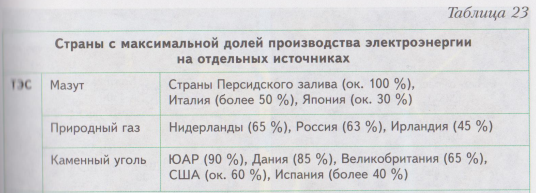 Таблица 23
Страны с максимальной долей производства электроэнергии
на отдельных источниках
ТЭС
Мазут
Страны Персидского залива (ок. 100 %),
Италия (более 50 %), Япония (ок. 30 %)
Природный газ
Нидерланды (65 %), Россия (63 %), Ирландия (45 %)
Каменный уголь
ЮАР (90 %), Дания (85 %), Великобритания (65 %),
США (ок. 60 %), Испания (более 40 %)